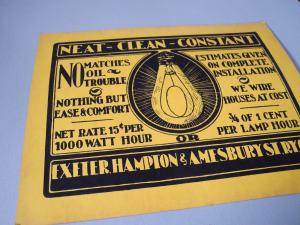 NEAT - CLEAN - CONSTANT
NO MATCHES
OIL
TROUBLE
NOTHING BUT
EASE & COMFORT
NET RATE 15¢ PER
1000 WATT HOUR
ESTIMATES GIVEN
ON COMPLETE
INSTALLATION
WE WIRE
HOUSES AT COST
¾ OF 1 CENT
PER LAMP HOUR
OR
EXETER, HAMPTON & AMESBURY ST. RY